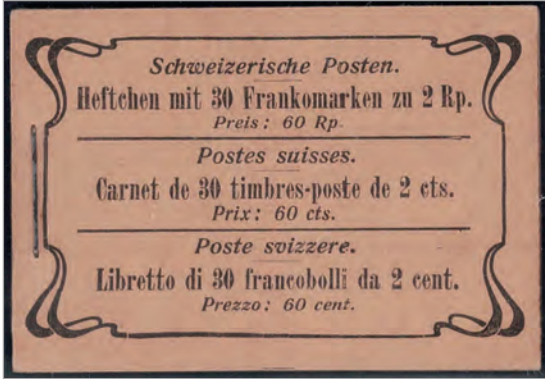 Schweizerische Posten.
Heftchen mit 30 Frankomarken zu 2 Rp.
Preis: 60 Rp.
Postes suisses.
Carnet de 30 timbres-poste de 2 cts.
Prix: 60 cts.
Poste svizzere.
Libretto di 30 francobolli da 2 cent.
Prezzo: 60 cent.